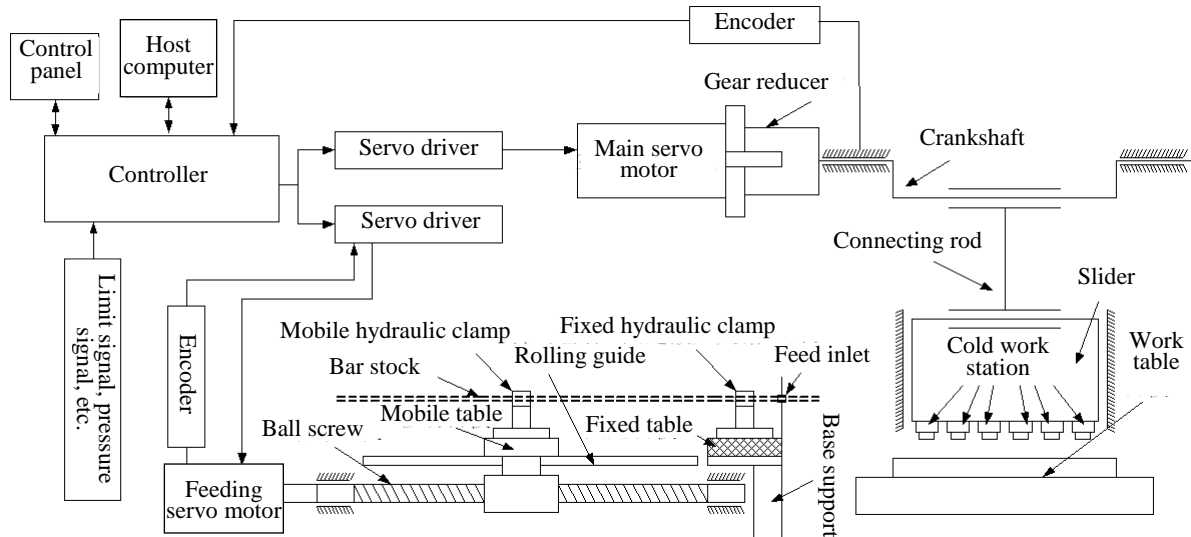 Encoder
Control
panel
Host
computer
Gear reducer
Crankshaft
Servo driver
Main servo
motor
Controller
Servo driver
Connecting rod
Slider
Limit signal, pressure
signal, etc.
Encoder
Mobile hydraulic clamp
Fixed hydraulic clamp
Rolling guide
Feed inlet
Bar stock
Work
table
Cold work
station
Mobile table
Fixed table
Ball screw
Base support
Feeding
servo motor